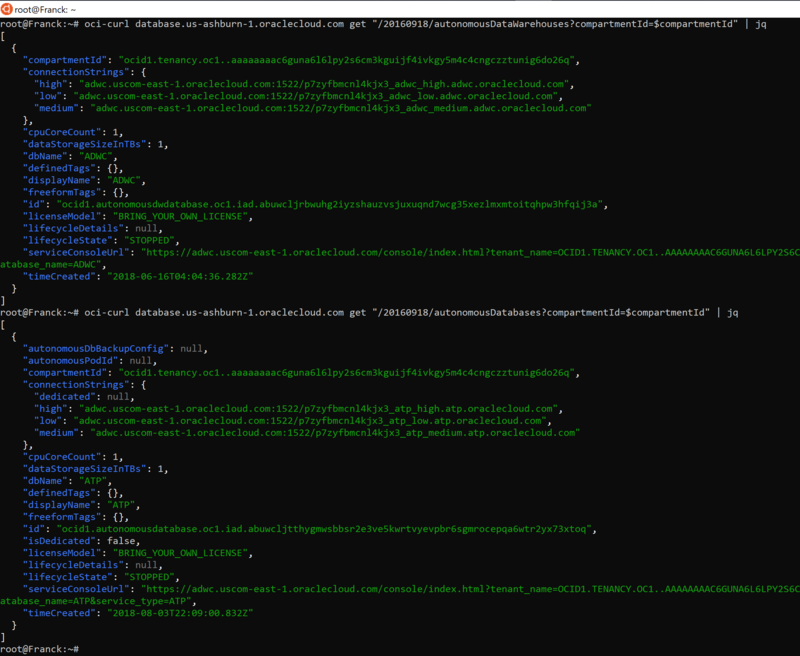 root@Franck: ~
root@Franck:~# oci-curl database.us-ashburn-1.oraclecloud.com get "/20160918/autonomousDataWarehouses?compartmentId=$compartmentId" | jq
[
  {
    "compartmentId": "ocid1.tenancy.oc1..aaaaaaaac6guna6l6lpy2s6cm3kguijf4ivkgy5m4c4cngczztunig6do26q",
    "connectionStrings": {
      "high": "adwc.uscom-east-1.oraclecloud.com:1522/p7zyfbmcnl4kjx3_adwc_high.adwc.oraclecloud.com",
      "low": "adwc.uscom-east-1.oraclecloud.com:1522/p7zyfbmcnl4kjx3_adwc_low.adwc.oraclecloud.com",
      "medium": "adwc.uscom-east-1.oraclecloud.com:1522/p7zyfbmcnl4kjx3_adwc_medium.adwc.oraclecloud.com"
    },
    "cpuCoreCount": 1,
    "dataStorageSizeInTBs": 1,
    "dbName": "ADWC",
    "definedTags": {},
    "displayName": "ADWC",
    "freeformTags": {},
    "id": "ocid1.autonomousdwdatabase.oc1.iad.abuwcljrbwuhg2iyzshauzvsjuxuqnd7wcg35xezlmxmtoitqhpw3hfqij3a",
    "licenseModel": "BRING_YOUR_OWN_LICENSE",
    "lifecycleDetails": null,
    "lifecycleState": "STOPPED",
    "serviceConsoleUrl": "https://adwc.uscom-east-1.oraclecloud.com/console/index.html?tenant_name=OCID1.TENANCY.OC1..AAAAAAAAC6GUNA6L6LPY2S6C
atabase_name=ADWC",
    "timeCreated": "2018-06-16T04:04:36.282Z"
  }
]
root@Franck:~# oci-curl database.us-ashburn-1.oraclecloud.com get "/20160918/autonomousDatabases?compartmentId=$compartmentId" | jq
[
  {
    "autonomousDbBackupConfig": null,
    "autonomousPodId": null,
    "compartmentId": "ocid1.tenancy.oc1..aaaaaaaac6guna6l6lpy2s6cm3kguijf4ivkgy5m4c4cngczztunig6do26q",
    "connectionStrings": {
      "dedicated": null,
      "high": "adwc.uscom-east-1.oraclecloud.com:1522/p7zyfbmcnl4kjx3_atp_high.atp.oraclecloud.com",
      "low": "adwc.uscom-east-1.oraclecloud.com:1522/p7zyfbmcnl4kjx3_atp_low.atp.oraclecloud.com",
      "medium": "adwc.uscom-east-1.oraclecloud.com:1522/p7zyfbmcnl4kjx3_atp_medium.atp.oraclecloud.com"
    },
    "cpuCoreCount": 1,
    "dataStorageSizeInTBs": 1,
    "dbName": "ATP",
    "definedTags": {},
    "displayName": "ATP",
    "freeformTags": {},
    "id": "ocid1.autonomousdatabase.oc1.iad.abuwcljtthygmwsbbsr2e3ve5kwrtvyevpbr6sgmrocepqa6wtr2yx73xtoq",
    "isDedicated": false,
    "licenseModel": "BRING_YOUR_OWN_LICENSE",
    "lifecycleDetails": null,
    "lifecycleState": "STOPPED",
    "serviceConsoleUrl": "https://adwc.uscom-east-1.oraclecloud.com/console/index.html?tenant_name=OCID1.TENANCY.OC1..AAAAAAAAC6GUNA6L6LPY2S6C
atabase_name=ATP&service_type=ATP",
    "timeCreated": "2018-08-03T22:09:00.832Z"
  }
]
root@Franck:~#